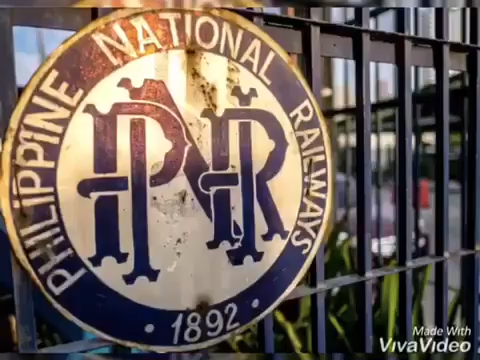 PHILIPPINE NATIONAL RAILWAYS
PNR
· 1892 ·
Made With
VivaVideo